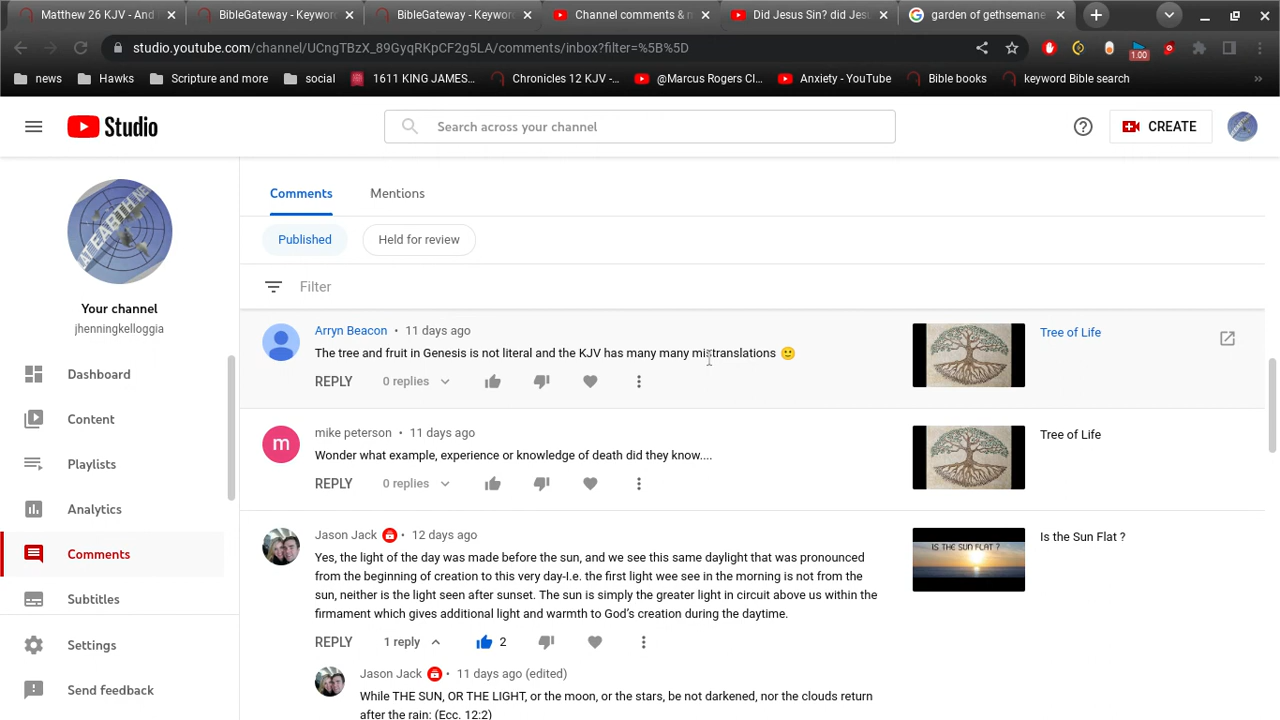 Matthew 26 KJV - And
BibleGateway - Keyword
BibleGateway - Keyword
Channel comments & m
Did Jesus Sin? did Jesu
garden of gethsemane
studio.youtube.com/channel/UCngTBzX_89GyqRKpCF2g5LA/comments/inbox?filter=%5B%5D
1.00
news
Hawks
Scripture and more
social
1611 KING JAMES...
Chronicles 12 KJV -...
@Marcus Rogers Cl...
Anxiety - YouTube
Bible books
keyword Bible search
»
Studio
Search across your channel
CREATE
AT EARTH.NE
Your channel
jhenningkelloggia
Dashboard
Content
Playlists
Analytics
Comments
Subtitles
Settings
Send feedback
Comments
Mentions
Published
Held for review
Filter
Arryn Beacon • 11 days ago
The tree and fruit in Genesis is not literal and the KJV has many many mistranslations 🙂
REPLY 0 replies
Tree of Life
m
mike peterson • 11 days ago
Wonder what example, experience or knowledge of death did they know....
REPLY 0 replies
Tree of Life
Jason Jack • 12 days ago
Yes, the light of the day was made before the sun, and we see this same daylight that was pronounced
from the beginning of creation to this very day-I.e. the first light wee see in the morning is not from the
sun, neither is the light seen after sunset. The sun is simply the greater light in circuit above us within the
firmament which gives additional light and warmth to God's creation during the daytime.
REPLY 1 reply 2
IS THE SUN FLAT ?
Is the Sun Flat ?
Jason Jack • 11 days ago (edited)
While THE SUN, OR THE LIGHT, or the moon, or the stars, be not darkened, nor the clouds return
after the rain: (Ecc. 12:2)